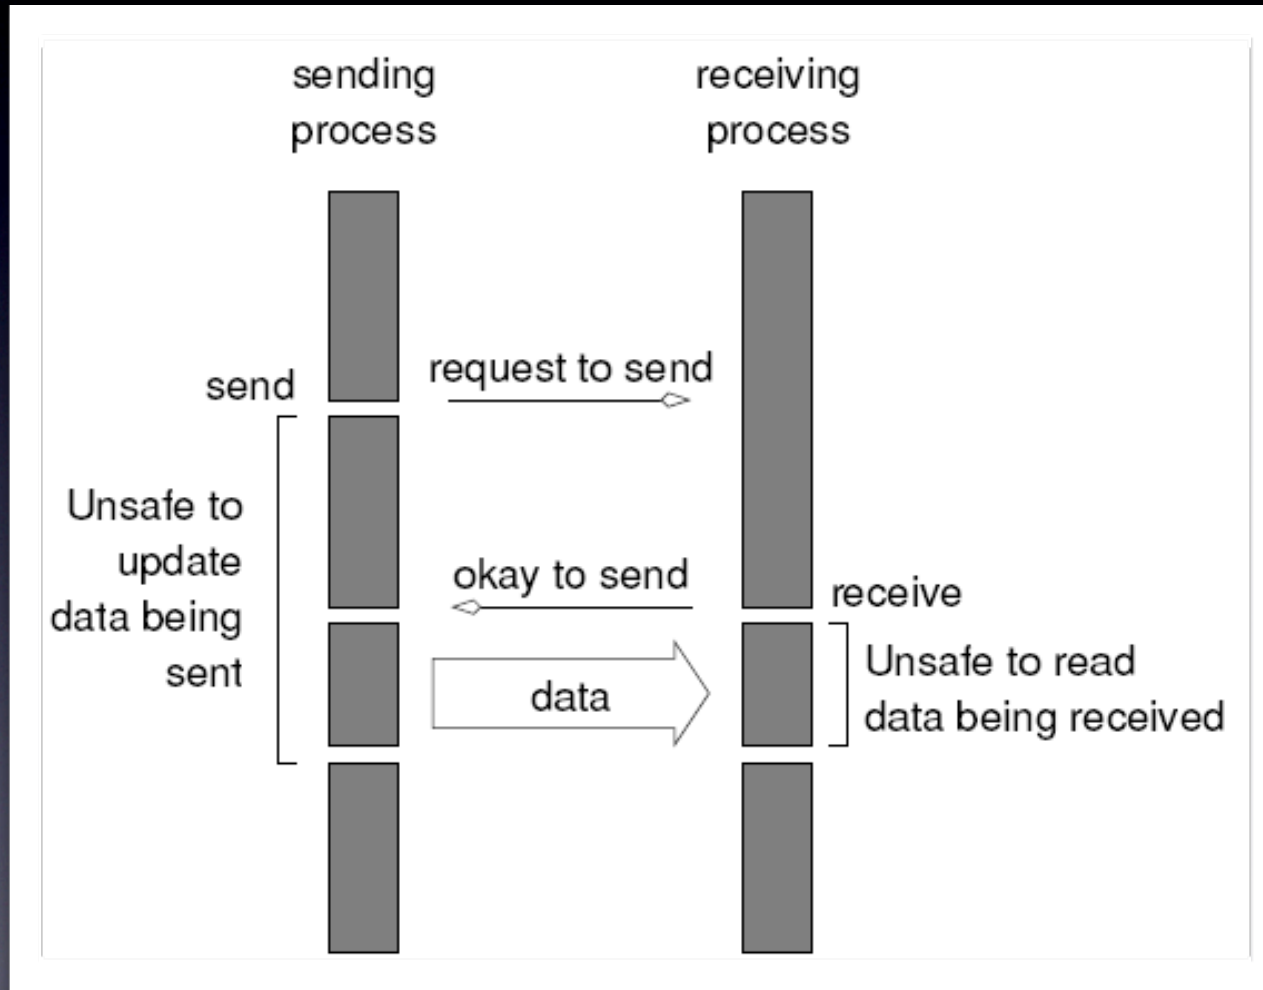 sending
process
receiving
process
send
request to send
Unsafe to
update
data being
sent
okay to send
receive
data
Unsafe to read
data being received